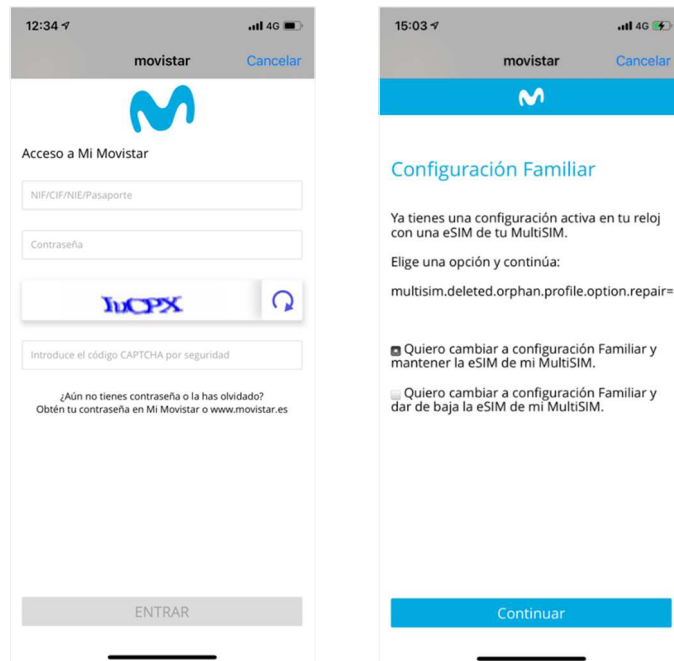 12:34
4G
movistar
Cancelar
Acceso a Mi Movistar
NIF/CIF/NIE/Pasaporte
Contraseña
IuCPX
Introduce el código CAPTCHA por seguridad
¿Aún no tienes contraseña o la has olvidado?
Obtén tu contraseña en Mi Movistar o www.movistar.es
ENTRAR
15:03
4G
movistar
Cancelar
Configuración Familiar
Ya tienes una configuración activa en tu reloj
con una eSIM de tu MultiSIM.
Elige una opción y continúa:
multisim.deleted.orphan.profile.option.repair=
Quiero cambiar a configuración Familiar y
mantener la eSIM de mi MultiSIM.
Quiero cambiar a configuración Familiar y
dar de baja la eSIM de mi MultiSIM.
Continuar